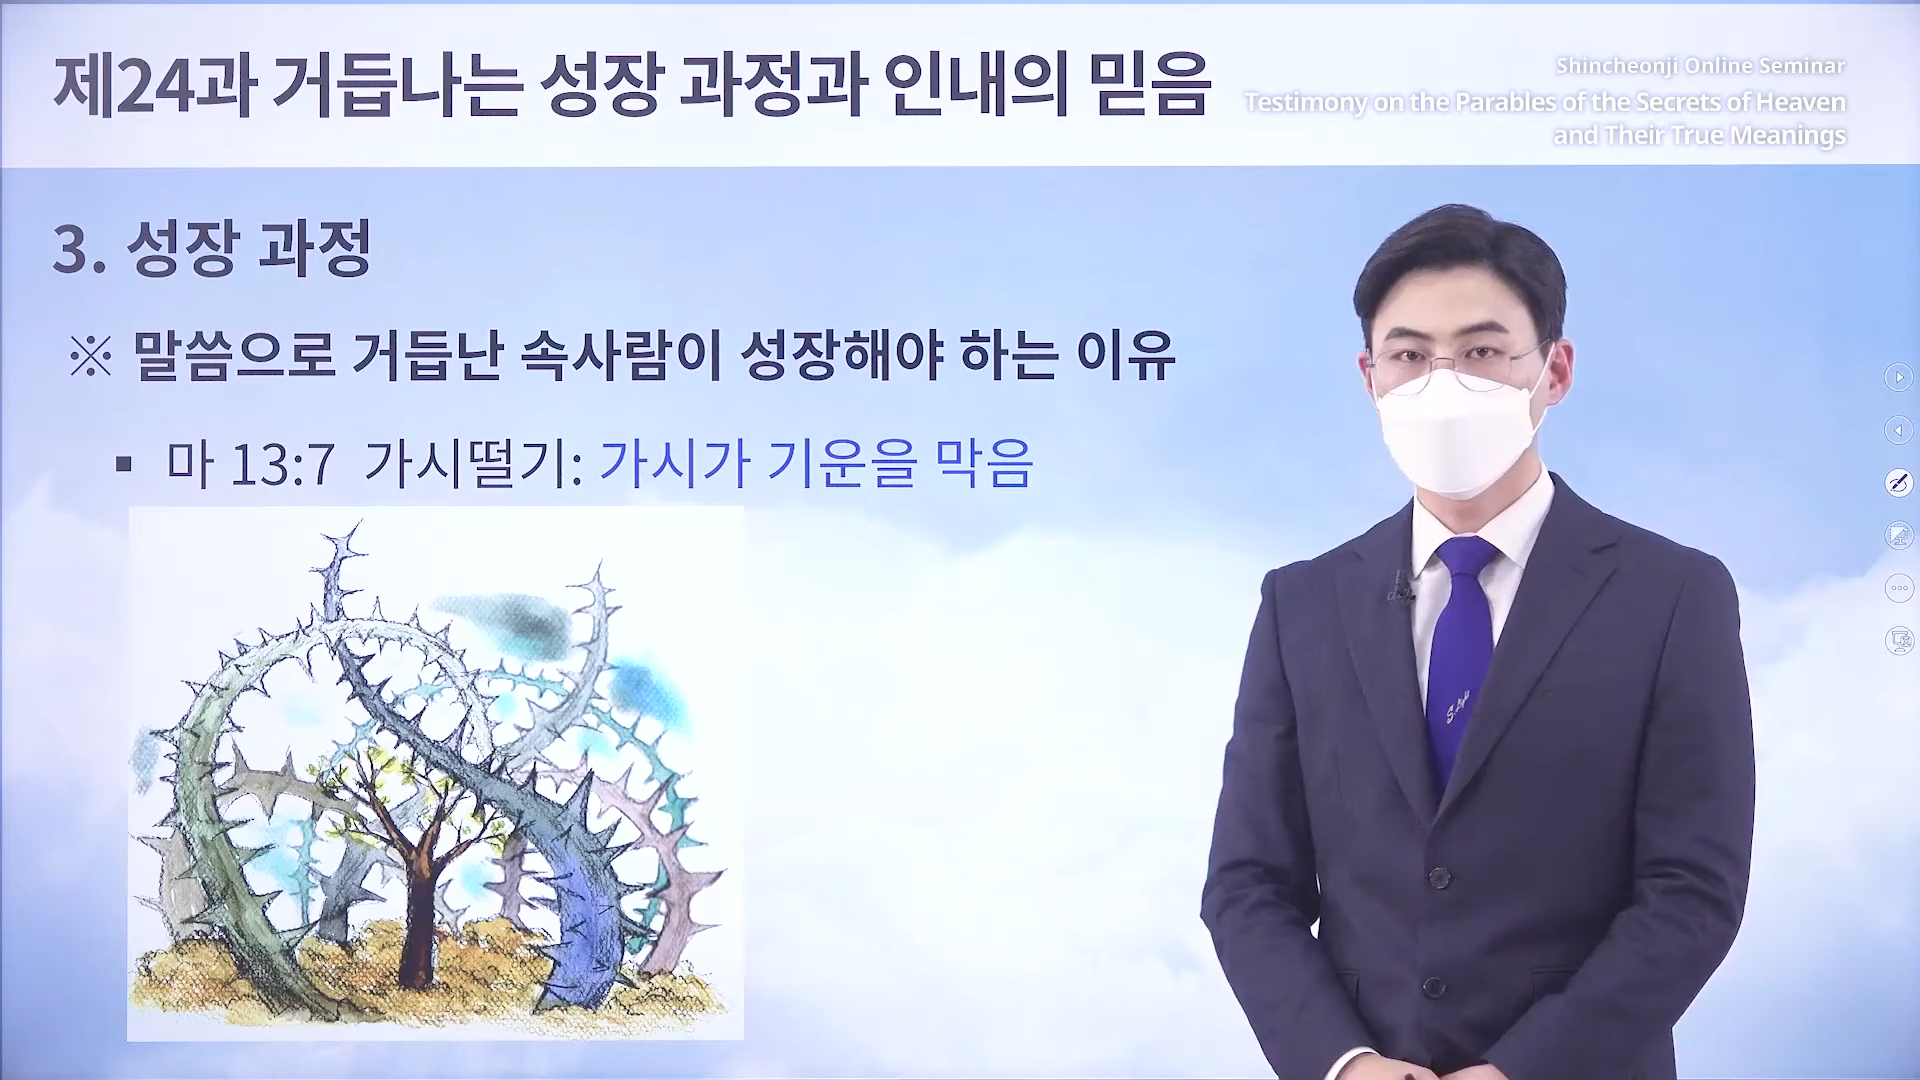 제24과 거듭나는 성장 과정과 인내의 믿음
Shincheonji Online Seminar
Testimony on the Parables of the Secrets of Heaven
and Their True Meanings
3. 성장 과정
※ 말씀으로 거듭난 속사람이 성장해야 하는 이유
▪ 마 13:7 가시떨기: 가시가 기운을 막음